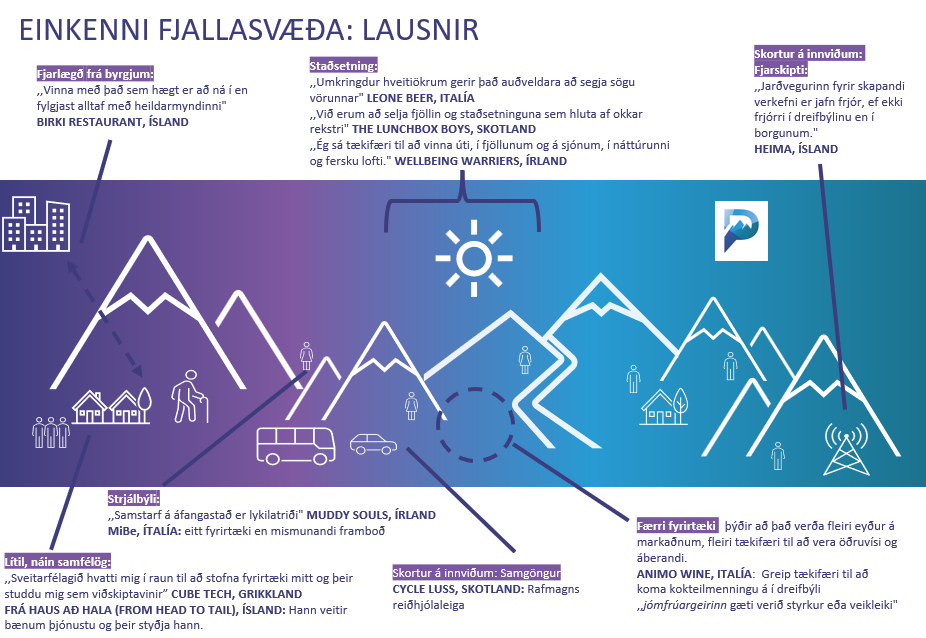 EINKENNI FJALLASVÆÐA: LAUSNIR
Fjarlægð frá byrgjum:
,,Vinna með það sem hægt er að ná í en
fylgjast alltaf með heildarmyndinni"
BIRKI RESTAURANT, ÍSLAND
Staðsetning:
,,Umkringdur hveitiökrum gerir það auðveldara að segja sögu
vörunnar" LEONE BEER, ITALÍA
,,Við erum að selja fjöllin og staðsetninguna sem hluta af okkar
rekstri" THE LUNCHBOX BOYS, SKOTLAND
,,Ég sá tækifæri til að vinna úti, í fjöllunum og á sjónum, í náttúrunni
og fersku lofti." WELLBEING WARRIERS, ÍRLAND
Skortur á innviðum:
Fjarskipti:
,,Jarðvegurinn fyrir skapandi
verkefni er jafn frjór, ef ekki
frjórri í dreifbýlinu en í
borgunum."
HEIMA, ÍSLAND
Strjálbýli:
,,Samstarf á áfangastað er lykilatriði" MUDDY SOULS, ÍRLAND
MiBe, ÍTALÍA: eitt fyrirtæki en mismunandi framboð
Lítil, náin samfélög:
,,Sveitarfélagið hvatti mig í raun til að stofna fyrirtæki mitt og þeir
studdu mig sem viðskiptavinir” CUBE TECH, GRIKKLAND
FRÁ HAUS AÐ HALA (FROM HEAD TO TAIL), ÍSLAND: Hann veitir
bænum þjónustu og þeir styðja hann.
Skortur á innviðum: Samgöngur
CYCLE LUSS, SKOTLAND: Rafmagns
reiðhjólaleiga
Færri fyrirtæki þýðir að það verða fleiri eyður á
markaðnum, fleiri tækifæri til að vera öðruvísi og
áberandi.
ANIMO WINE, ITALÍA: Greip tækifæri til að
koma kokteilmenningu á í dreifbýli
,,jómfrúargeirinn gæti verið styrkur eða veikleiki"